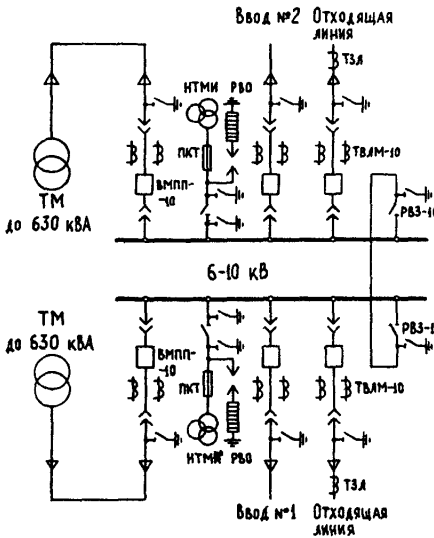 Ввод №2 Отходящая
линия
ТЗЛ
НТМИ РВО
ПКТ
ТВЛМ-10
ВМПП-
-10
ТМ
до 630 кВА
РВЗ-10
6-10 кВ
ТМ
до 630 кВА
РВЗ-1
ВМПП-
-10
ПКТ
ТВЛМ-10
НТМИ РВО
ТЗЛ
Ввод №1 Отходящая
линия